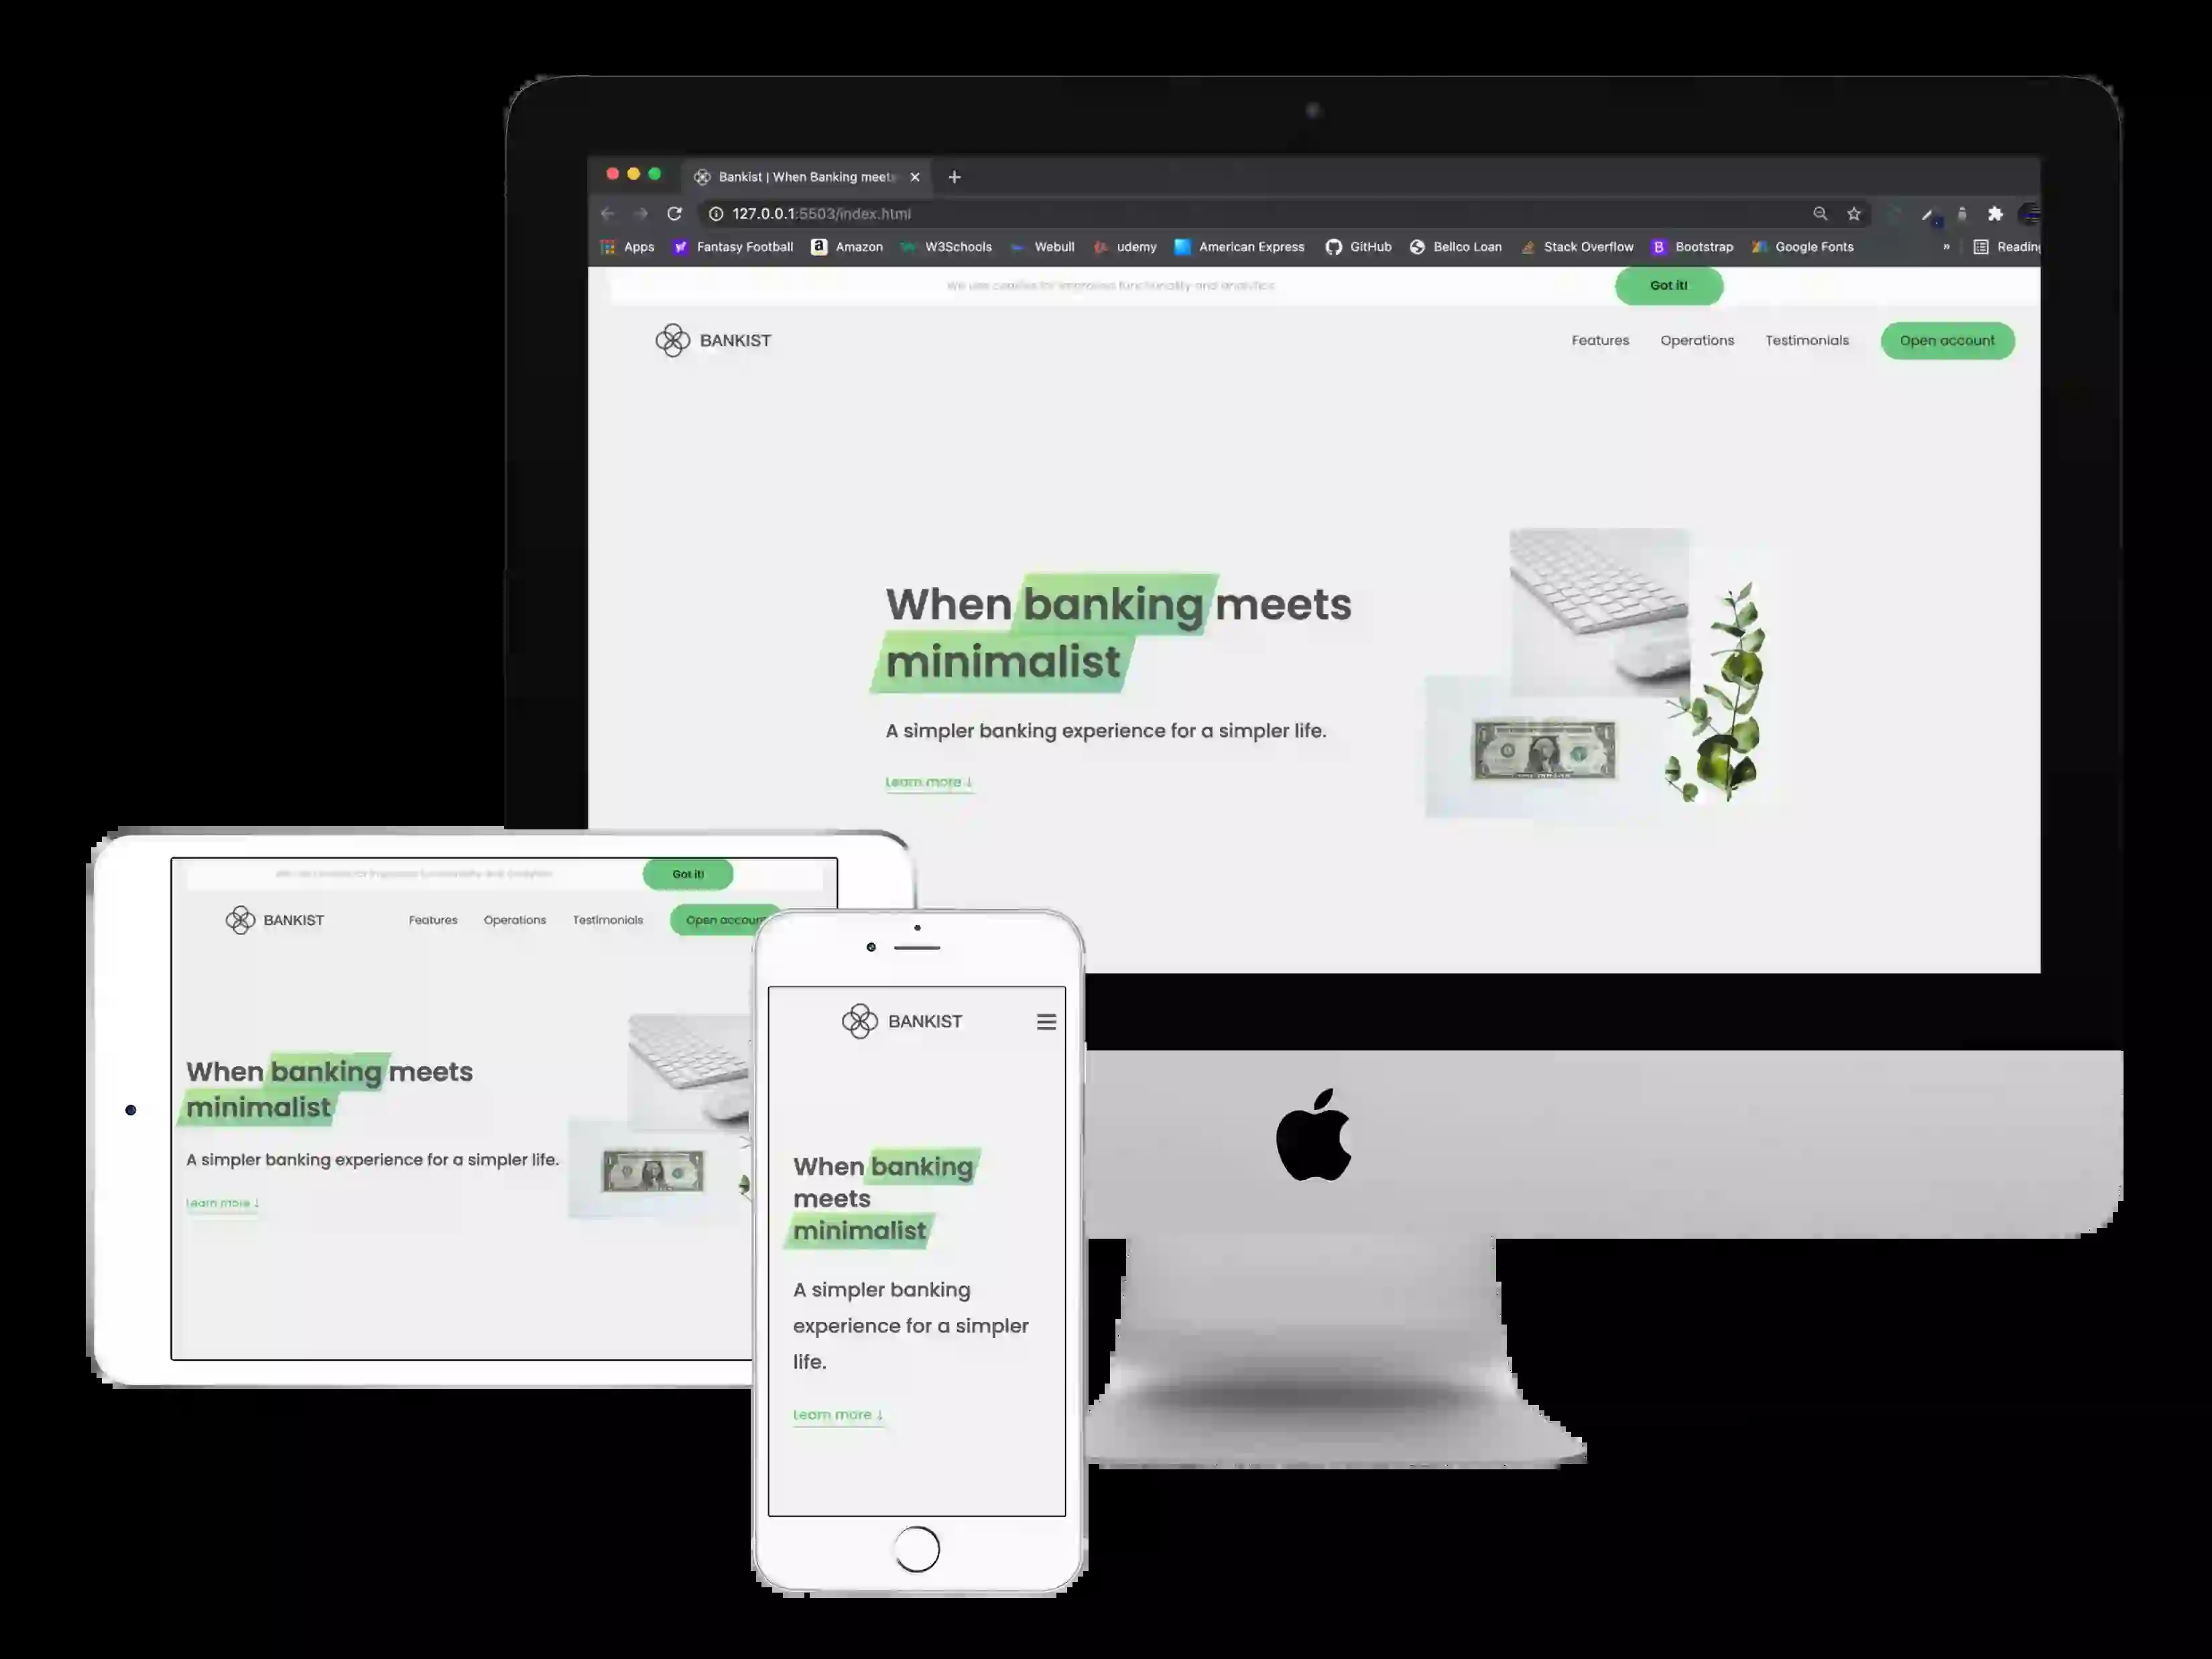 Bankist | When Banking meets
127.0.0.1:5503/index.html
Apps Fantasy Football Amazon W3Schools Webull udemy American Express GitHub Bellco Loan Stack Overflow Bootstrap Google Fonts » Reading
We use cookies for improved functionality and analytics. Got it!
BANKIST Features Operations Testimonials Open account
When banking meets
minimalist
A simpler banking experience for a simpler life.
Learn more ↓
We use cookies for improved functionality and analytics. Got it!
BANKIST Features Operations Testimonials Open account
When banking meets
minimalist
A simpler banking experience for a simpler life.
Learn more ↓
BANKIST
When banking
meets
minimalist
A simpler banking
experience for a simpler
life.
Learn more ↓